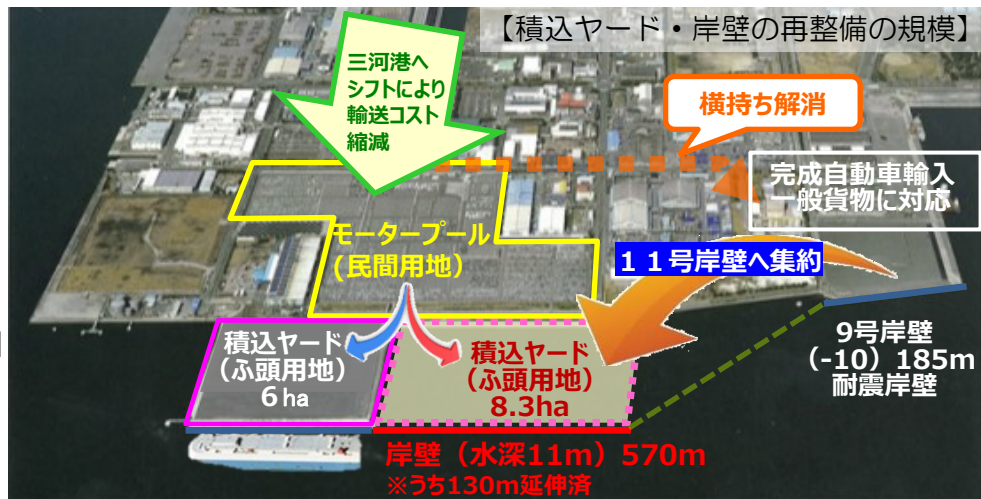 【積込ヤード・岸壁の再整備の規模】
三河港へ
シフトにより
輸送コスト
縮減
横持ち解消
完成自動車輸入
一般貨物に対応
モータープール
(民間用地）
１１号岸壁へ集約
積込ヤード
（ふ頭用地）
６ha
積込ヤード
（ふ頭用地）
8.3ha
9号岸壁
（-10）185m
耐震岸壁
岸壁（水深11m）570m
※うち130m延伸済